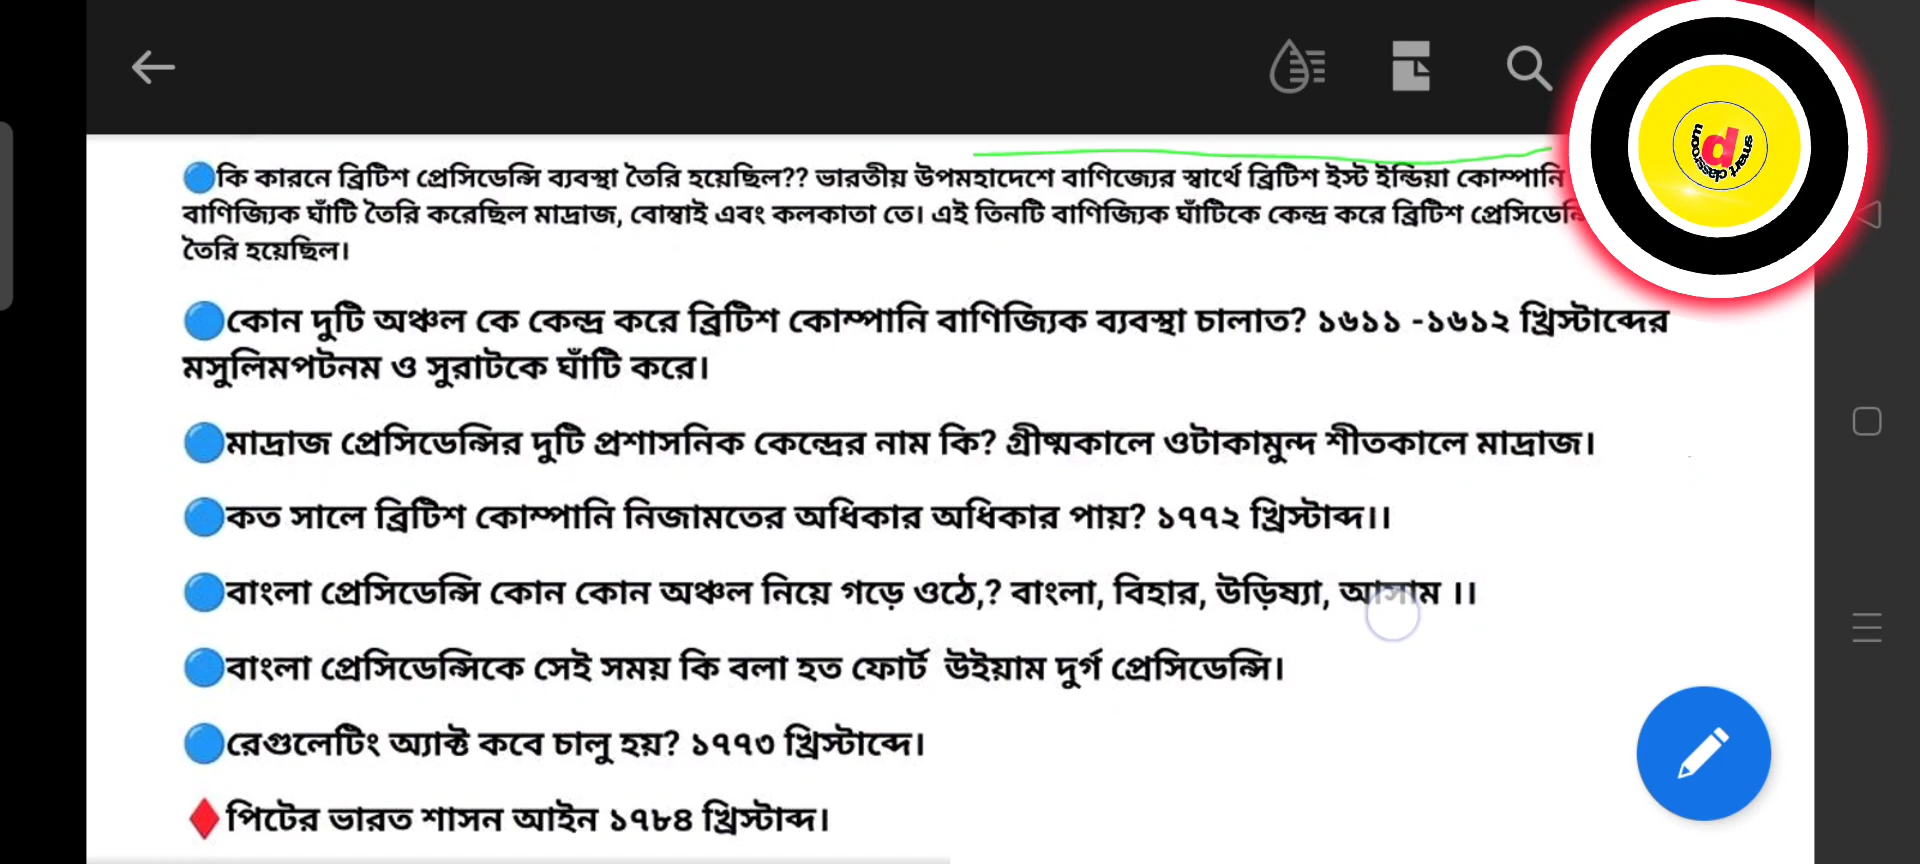 🔵কি কারনে ব্রিটিশ প্রেসিডেন্সি ব্যবস্থা তৈরি হয়েছিল?? ভারতীয় উপমহাদেশে বাণিজ্যের স্বার্থে ব্রিটিশ ইস্ট ইন্ডিয়া কোম্পানি
বাণিজ্যিক ঘাঁটি তৈরি করেছিল মাদ্রাজ, বোম্বাই এবং কলকাতা তে। এই তিনটি বাণিজ্যিক ঘাঁটিকে কেন্দ্র করে ব্রিটিশ
তৈরি হয়েছিল।
🔵কোন দুটি অঞ্চল কে কেন্দ্র করে ব্রিটিশ কোম্পানি বাণিজ্যিক ব্যবস্থা চালাত? ১৬১১ -১৬১২ খ্রিস্টাব্দের
মসুলিমপটনম ও সুরাটকে ঘাঁটি করে।
🔵মাদ্রাজ প্রেসিডেন্সির দুটি প্রশাসনিক কেন্দ্রের নাম কি? গ্রীষ্মকালে ওটাকামুন্দ শীতকালে মাদ্রাজ।
🔵কত সালে ব্রিটিশ কোম্পানি নিজামতের অধিকার অধিকার পায়? ১৭৭২ খ্রিস্টাব্দ।।
🔵বাংলা প্রেসিডেন্সি কোন কোন অঞ্চল নিয়ে গড়ে ওঠে,? বাংলা, বিহার, উড়িষ্যা, আসাম ।।
🔵বাংলা প্রেসিডেন্সিকে সেই সময় কি বলা হত ফোর্ট উইয়াম দুর্গ প্রেসিডেন্সি।
🔵রেগুলেটিং অ্যাক্ট কবে চালু হয়? ১৭৭৩ খ্রিস্টাব্দে।
♦️পিটের ভারত শাসন আইন ১৭৮৪ খ্রিস্টাব্দ।
smart classroom